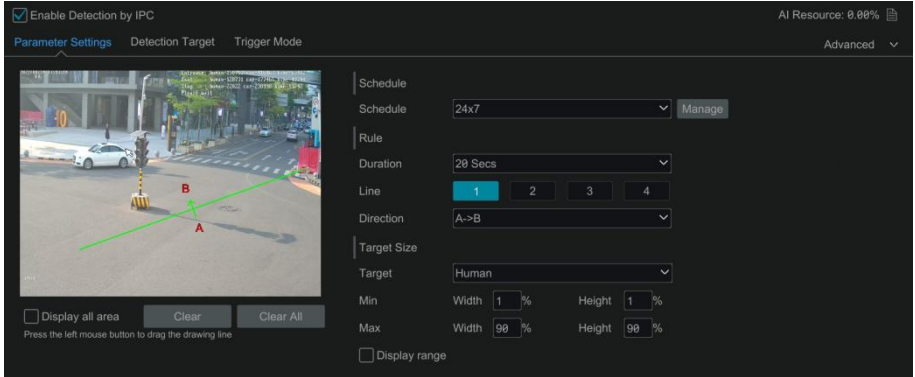 Enable Detection by IPC
AI Resource: 0.00%
Parameter Settings Detection Target Trigger Mode
Advanced
Schedule
Schedule 24x7 Manage
Rule
Duration 20 Secs
Line 1 2 3 4
Direction A->B
Target Size
Target Human
Min Width 1 % Height 1 %
Max Width 90 % Height 90 %
Display range
B
A
Display all area Clear Clear All
Press the left mouse button to drag the drawing line